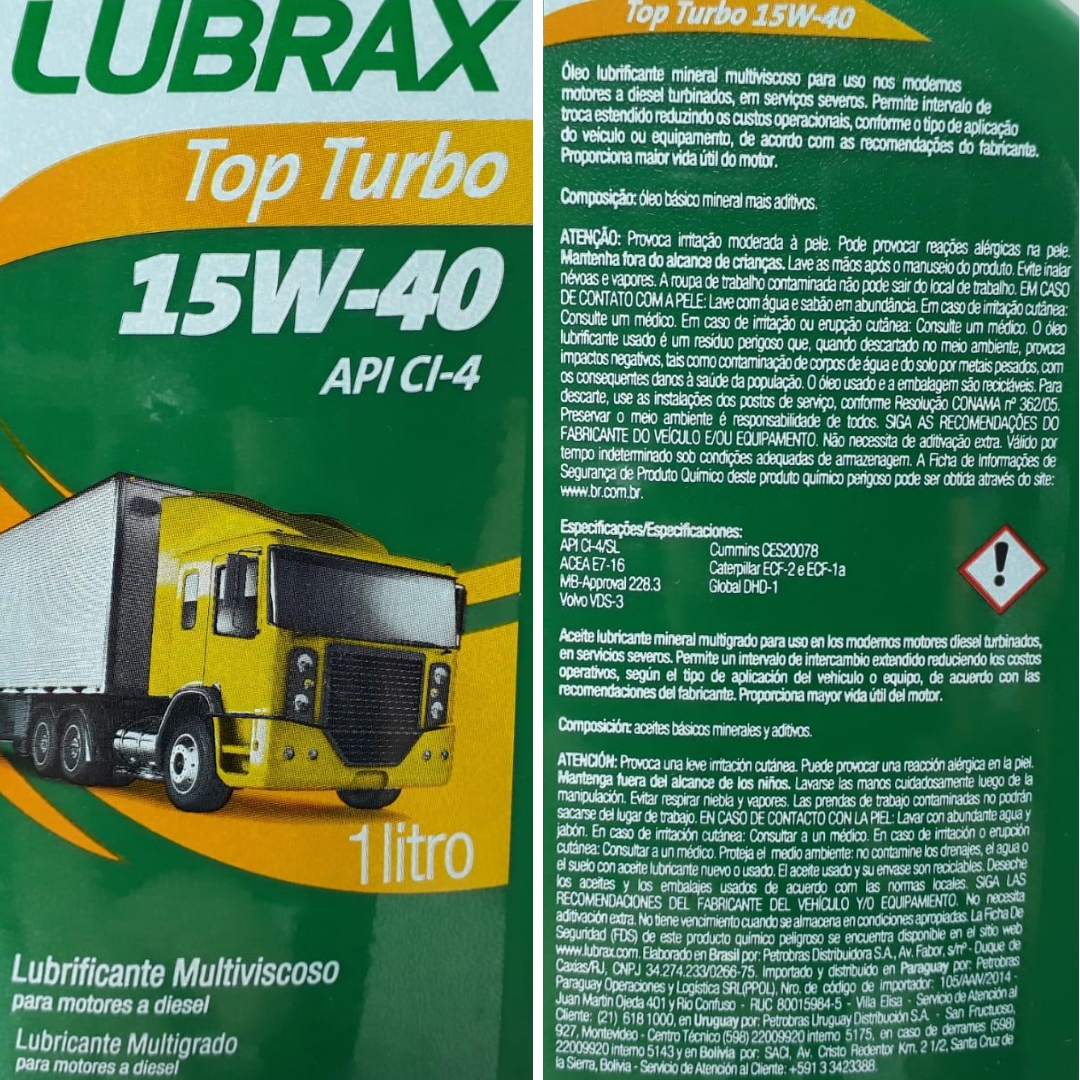 LUBRAX
Top Turbo
15W-40
API CI-4
1 litro
Lubrificante Multiviscoso
para motores a diesel
Lubricante Multigrado
para motores a diesel
Top Turbo 15W-40
Óleo lubrificante mineral multiviscoso para uso nos modernos
motores a diesel turbinados, em serviços severos. Permite intervalo de
troca estendido reduzindo os custos operacionais, conforme o tipo de aplicação
do veículo ou equipamento, de acordo com as recomendações do fabricante.
Proporciona maior vida útil do motor.
Composição: óleo básico mineral mais aditivos.
ATENÇÃO: Provoca irritação moderada à pele. Pode provocar reações alérgicas na pele.
Mantenha fora do alcance de crianças. Lave as mãos após o manuseio do produto. Evite inalar
névoas e vapores. A roupa de trabalho contaminada não pode sair do local de trabalho. EM CASO
DE CONTATO COM A PELE: Lave com água e sabão em abundância. Em caso de irritação cutânea:
Consulte um médico. Em caso de irritação ou erupção cutânea: Consulte um médico. O óleo
lubrificante usado é um resíduo perigoso que, quando descartado no meio ambiente, provoca
impactos negativos, tais como contaminação de corpos de água e do solo por metais pesados, com
os consequentes danos à saúde da população. O óleo usado e a embalagem são recicláveis. Para
descarte, use as instalações dos postos de serviço, conforme Resolução CONAMA nº 362/05.
Preservar o meio ambiente é responsabilidade de todos. SIGA AS RECOMENDAÇÕES DO
FABRICANTE DO VEÍCULO E/OU EQUIPAMENTO. Não necessita de aditivação extra. Válido por
tempo indeterminado sob condições adequadas de armazenagem. A Ficha de Informações de
Segurança de Produto Químico deste produto químico perigoso pode ser obtida através do site:
www.br.com.br.
Especificações/Especificaciones:
API CI-4/SL Cummins CES20078
ACEA E7-16 Caterpillar ECF-2 e ECF-1a
MB-Approval 228.3 Global DHD-1
Volvo VDS-3
Aceite lubricante mineral multigrado para uso en los modernos motores diesel turbinados,
en servicios severos. Permite un intervalo de intercambio extendido reduciendo los costos
operativos, según el tipo de aplicación del vehículo o equipo, de acuerdo con las
recomendaciones del fabricante. Proporciona mayor vida útil del motor.
Composición: aceites básicos minerales y aditivos.
ATENCIÓN: Provoca una leve irritación cutánea. Puede provocar una reacción alérgica en la piel.
Mantenga fuera del alcance de los niños. Lavarse las manos cuidadosamente luego de la
manipulación. Evitar respirar niebla y vapores. Las prendas de trabajo contaminadas no podrán
sacarse del lugar de trabajo. EN CASO DE CONTACTO CON LA PIEL: Lavar con abundante agua y
jabón. En caso de irritación cutánea: Consultar a un médico. En caso de irritación o erupción
cutánea: Consultar a un médico. Proteja el medio ambiente: no contamine los drenajes, el agua o
el suelo con aceite lubricante nuevo o usado. El aceite usado y su envase son reciclables. Deseche
los aceites y los embalajes usados de acuerdo con las normas locales. SIGA LAS
RECOMENDACIONES DEL FABRICANTE DEL VEHÍCULO Y/O EQUIPAMIENTO. No necesita
aditivación extra. No tiene vencimiento cuando se almacena en condiciones apropiadas. La Ficha De
Seguridad (FDS) de este producto químico peligroso se encuentra disponible en el sitio web
www.lubrax.com. Elaborado en Brasil por: Petrobras Distribuidora S.A., Av. Fabor, s/nº - Duque de
Caxias/RJ, CNPJ 34.274.233/0266-75. Importado y distribuido en Paraguay por: Petrobras
Paraguay Operaciones y Logística SRL(PPOL), Nro. de código de importador: 105/AAV/2014 -
Juan Martin Ojeda 401 y Rio Confuso - RUC 80015984-5 - Villa Elisa - Servicio de Atención al
Cliente: (21) 618 1000, en Uruguay por: Petrobras Uruguay Distribución S.A. - San Fructuoso,
927, Montevideo - Centro Técnico (598) 22009920 interno 5175, en caso de derrames (598)
22009920 interno 5143 y en Bolivia por: SACI, Av. Cristo Redentor Km. 2 1/2, Santa Cruz de
la Sierra, Bolivia - Servicio de Atención al Cliente: +591 3 3423388.